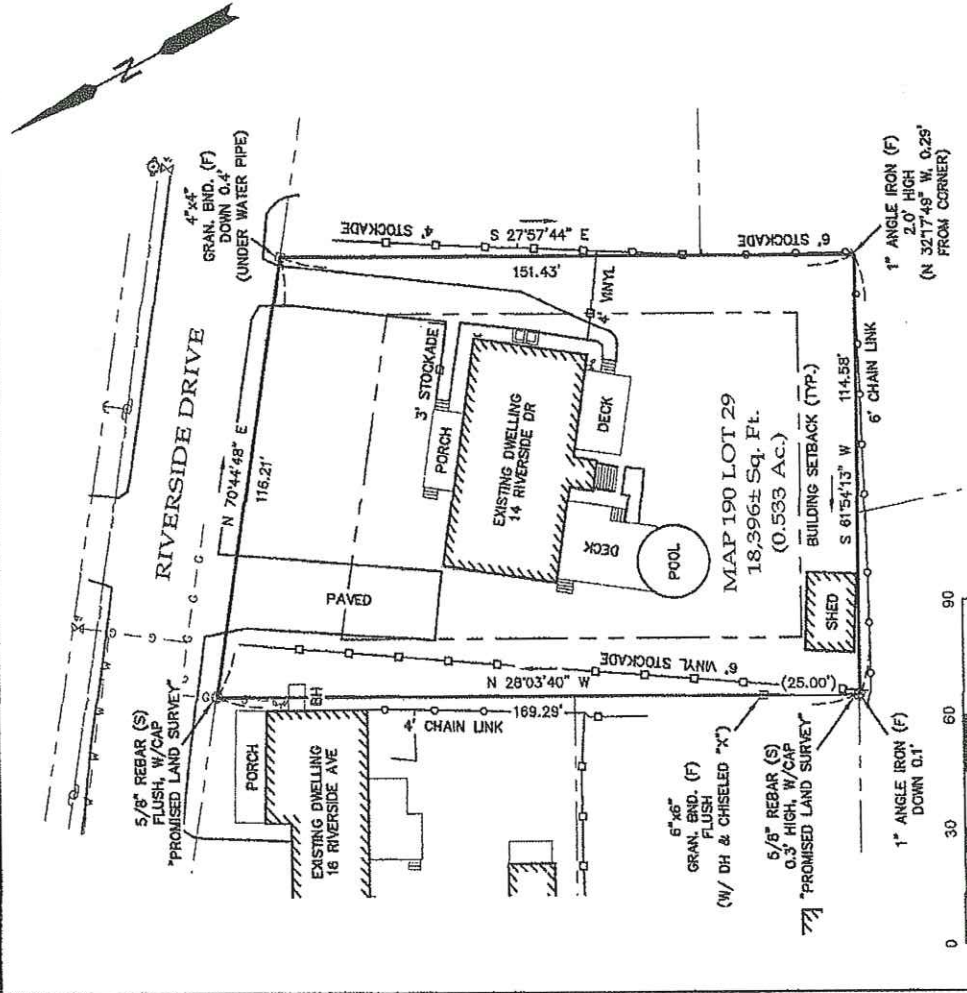 N
4"x4"
GRAN. BND. (F)
DOWN 0.4'
(UNDER WATER PIPE)
RIVERSIDE DRIVE
N 70°44'48" E
116.21'
5/8" REBAR (S)
FLUSH, W/CAP
"PROMISED LAND SURVEY"
4' STOCKADE
S 27°57'44" E
151.43'
6' STOCKADE
1" ANGLE IRON (F)
2.0' HIGH
(N 32°17'49" W, 0.29'
FROM CORNER)
3' STOCKADE
4' VINYL
PORCH
EXISTING DWELLING
14 RIVERSIDE DR
DECK
DECK
POOL
PAVED
MAP 190 LOT 29
18,396± Sq. Ft.
(0.533 Ac.)
BUILDING SETBACK (TYP.)
S 61°54'13" W
114.58'
6' CHAIN LINK
SHED
6' VINYL STOCKADE
N 28°03'40" W
(25.00')
169.29'
4' CHAIN LINK
BH
PORCH
EXISTING DWELLING
16 RIVERSIDE AVE
6"x6"
GRAN. BND. (F)
FLUSH
(W/ DH & CHISELED "X")
5/8" REBAR (S)
0.3' HIGH, W/CAP
"PROMISED LAND SURVEY"
1" ANGLE IRON (F)
DOWN 0.1'
G
G
G
G
G
G
W
W
W
W
0
30
60
90